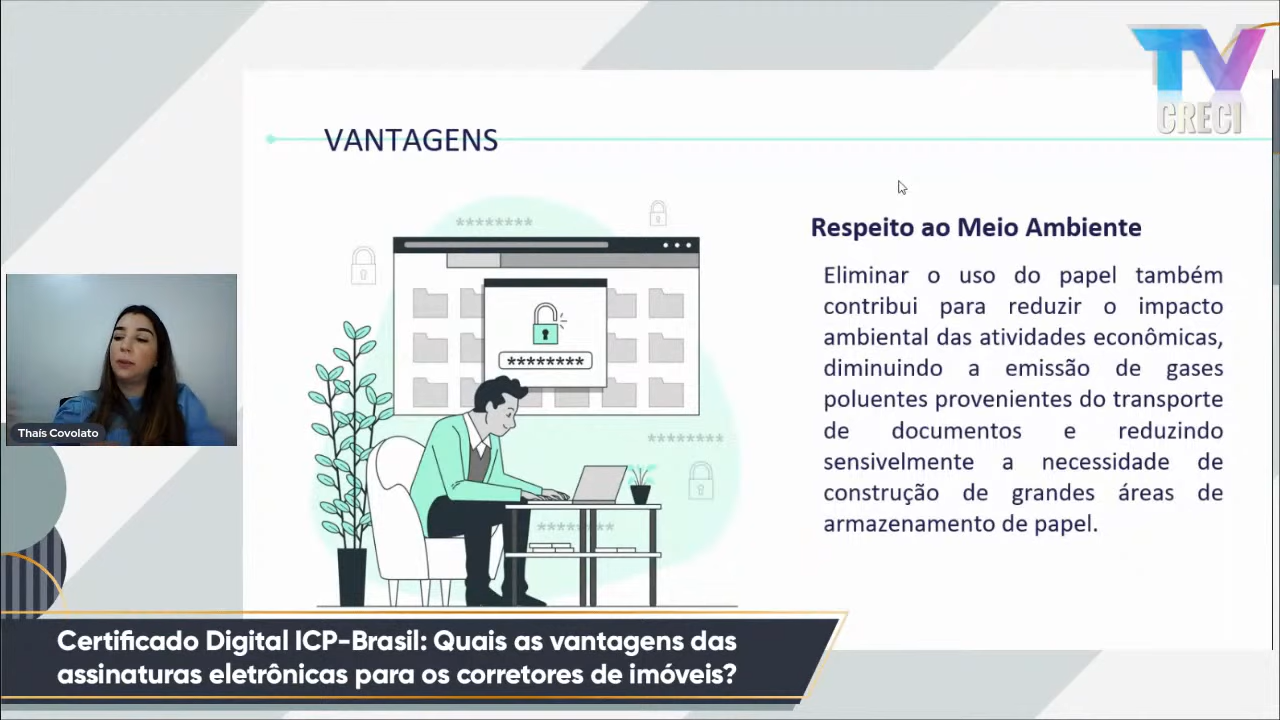 TV
CRECI
VANTAGENS
********
********
Respeito ao Meio Ambiente
Eliminar o uso do papel também
contribui para reduzir o impacto
ambiental das atividades econômicas,
diminuindo a emissão de gases
poluentes provenientes do transporte
de documentos e reduzindo
sensivelmente a necessidade de
construção de grandes áreas de
armazenamento de papel.
********
********
Thaís Covolato
Certificado Digital ICP-Brasil: Quais as vantagens das
assinaturas eletrônicas para os corretores de imóveis?